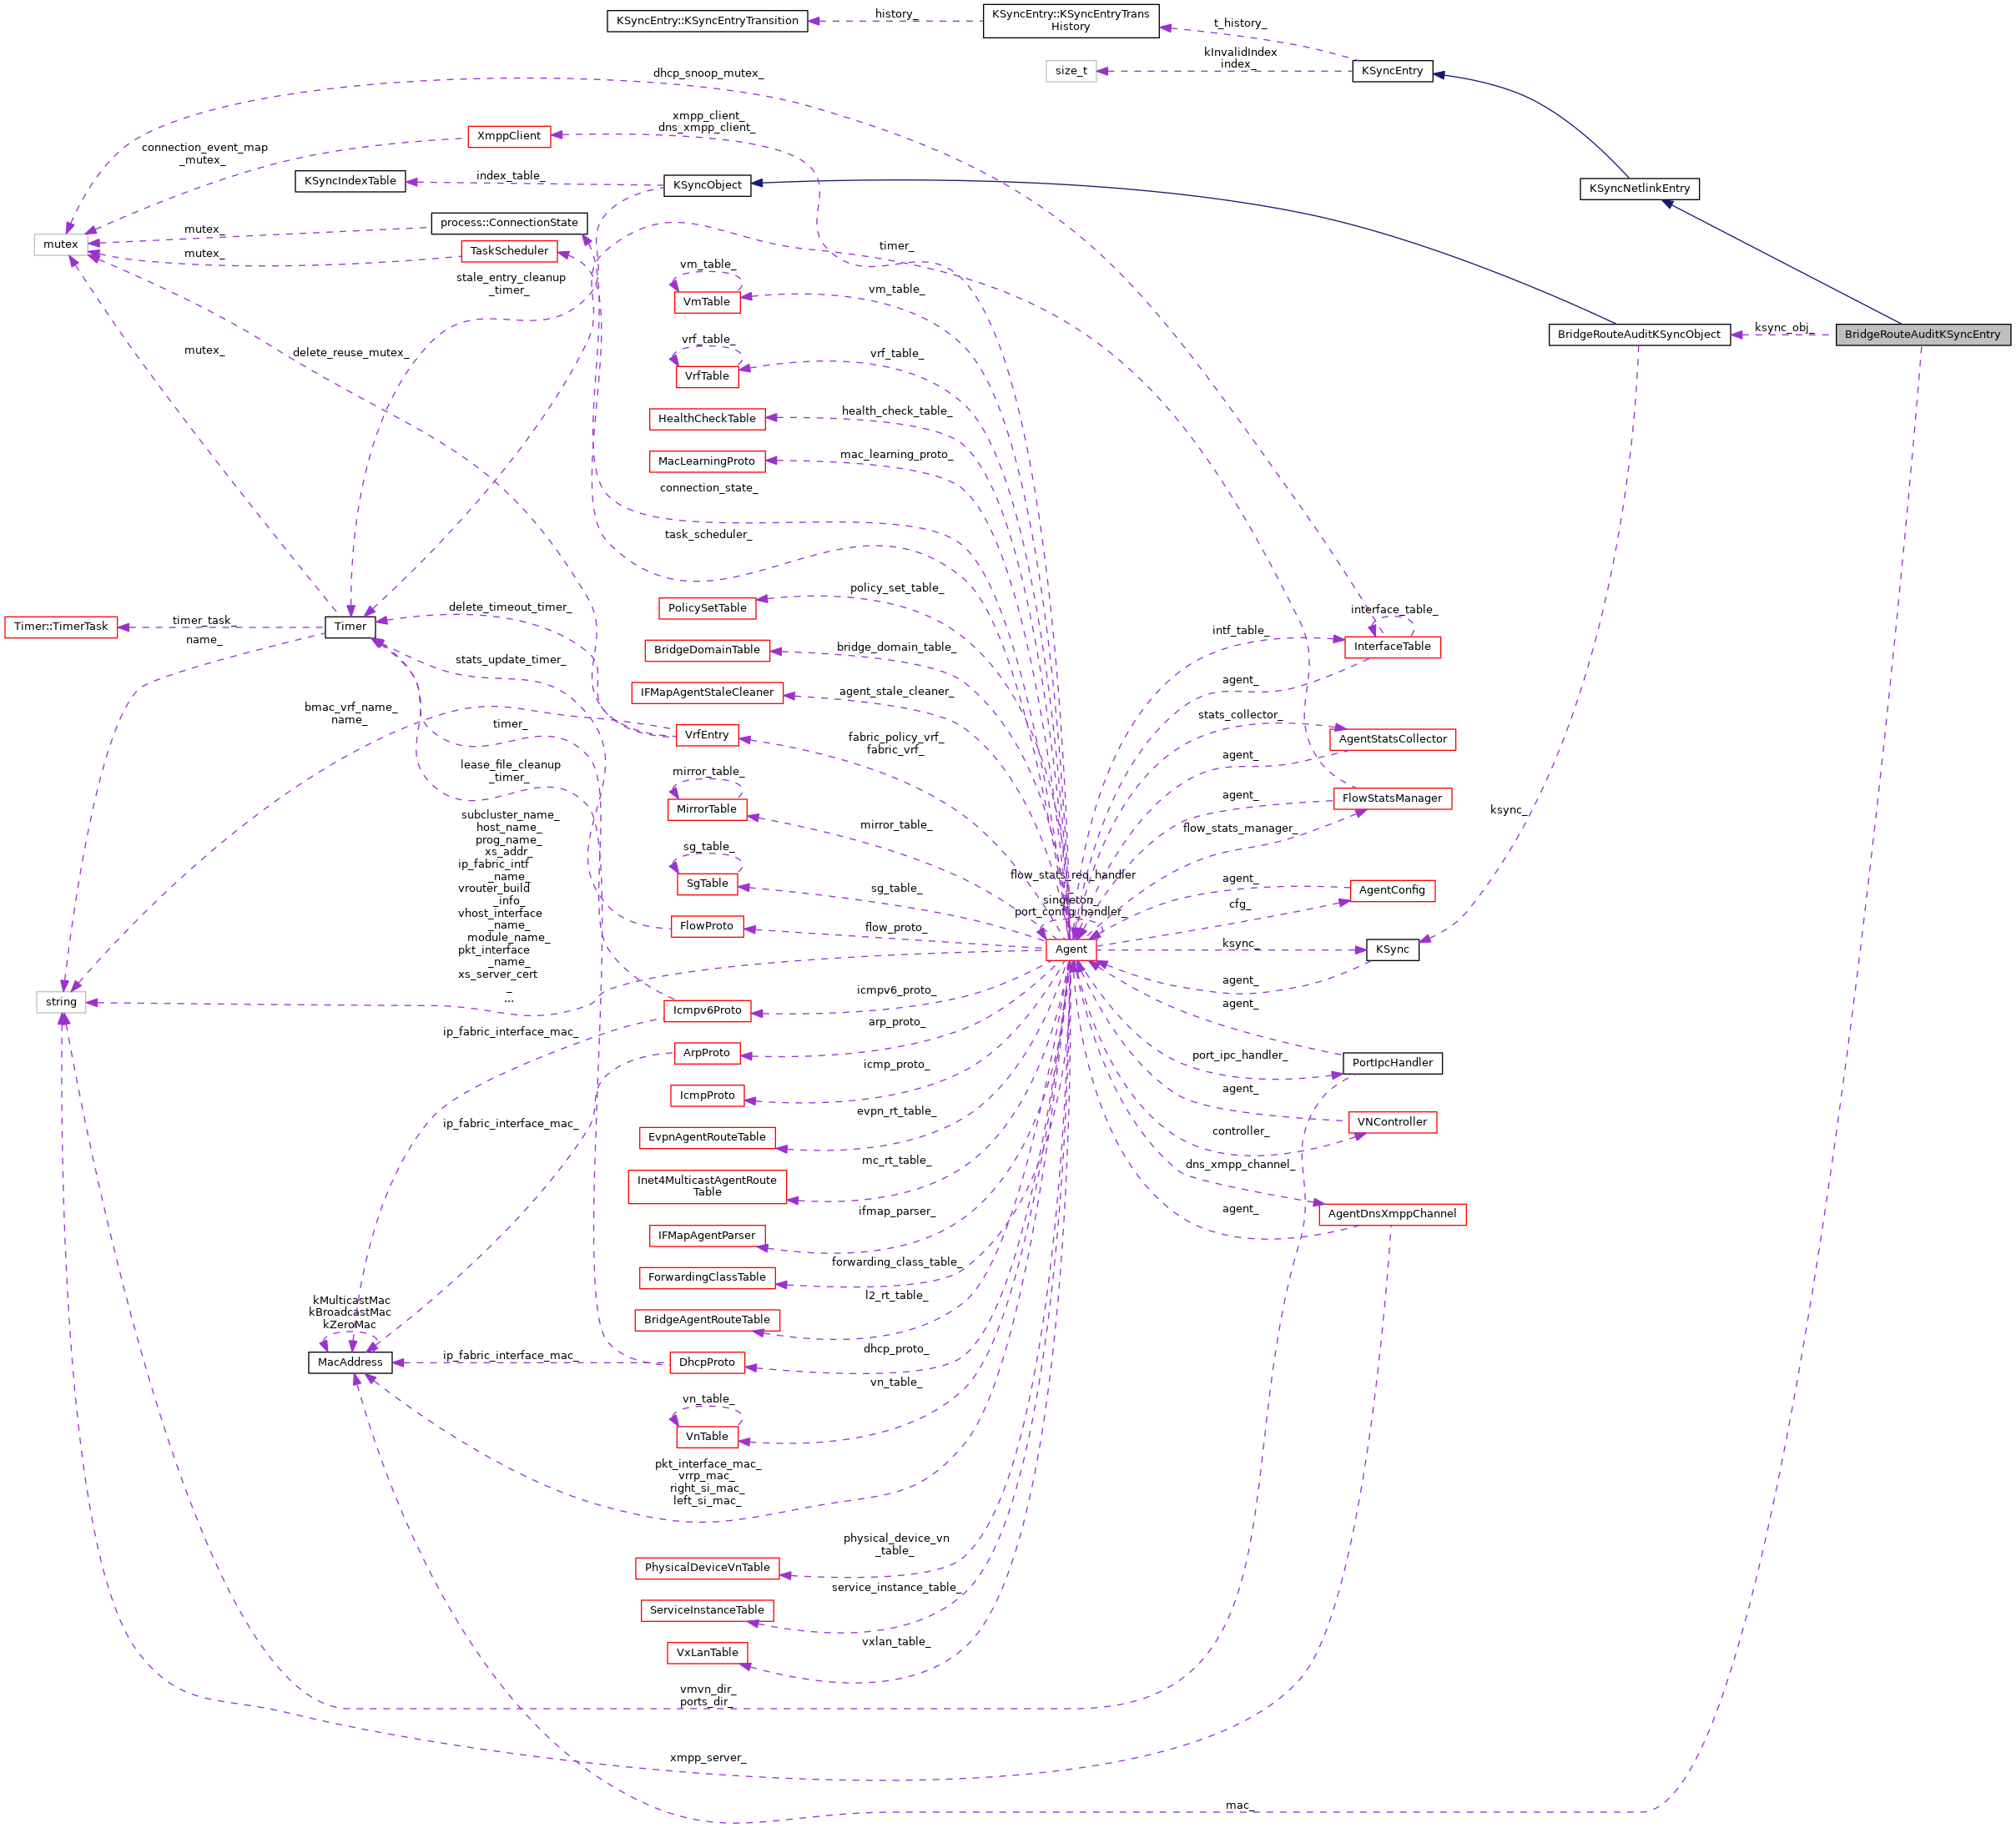 KSyncEntry::KSyncEntryTransition
history_
KSyncEntry::KSyncEntryTrans
History
t_history_
kInvalidIndex
index_
size_t
KSyncEntry
dhcp_snoop_mutex_
xmpp_client_
dns_xmpp_client_
XmppClient
connection_event_map
_mutex_
KSyncIndexTable
index_table_
KSyncObject
KSyncNetlinkEntry
process::ConnectionState
mutex_
mutex
TaskScheduler
mutex_
timer_
stale_entry_cleanup
_timer_
vm_table_
VmTable
vm_table_
BridgeRouteAuditKSyncObject
ksync_obj_
BridgeRouteAuditKSyncEntry
mutex_
delete_reuse_mutex_
vrf_table_
VrfTable
vrf_table_
HealthCheckTable
health_check_table_
MacLearningProto
mac_learning_proto_
connection_state_
task_scheduler_
policy_set_table_
PolicySetTable
interface_table_
InterfaceTable
intf_table_
Timer::TimerTask
timer_task_
Timer
delete_timeout_timer_
name_
BridgeDomainTable
bridge_domain_table_
stats_update_timer_
agent_
IFMapAgentStaleCleaner
agent_stale_cleaner_
bmac_vrf_name_
name_
timer_
VrfEntry
fabric_policy_vrf_
fabric_vrf_
stats_collector_
AgentStatsCollector
agent_
lease_file_cleanup
_timer_
mirror_table_
MirrorTable
mirror_table_
agent_
FlowStatsManager
flow_stats_manager_
ksync_
subcluster_name_
host_name_
prog_name_
xs_addr_
ip_fabric_intf
_name_
vrouter_build
_info_
vhost_interface
_name_
module_name_
pkt_interface
_name_
xs_server_cert
_
...
sg_table_
SgTable
sg_table_
flow_stats_req_handler
_
singleton_
port_config_handler_
agent_
AgentConfig
cfg_
FlowProto
flow_proto_
Agent
ksync_
KSync
agent_
string
icmpv6_proto_
Icmpv6Proto
agent_
arp_proto_
ip_fabric_interface_mac_
ArpProto
port_ipc_handler_
PortIpcHandler
icmp_proto_
IcmpProto
agent_
ip_fabric_interface_mac_
evpn_rt_table_
EvpnAgentRouteTable
VNController
controller_
mc_rt_table_
Inet4MulticastAgentRoute
Table
dns_xmpp_channel_
AgentDnsXmppChannel
ifmap_parser_
IFMapAgentParser
agent_
forwarding_class_table_
ForwardingClassTable
l2_rt_table_
BridgeAgentRouteTable
kMulticastMac
kBroadcastMac
kZeroMac
MacAddress
ip_fabric_interface_mac_
DhcpProto
dhcp_proto_
vn_table_
vn_table_
VnTable
pkt_interface_mac_
vrrp_mac_
right_si_mac_
left_si_mac_
physical_device_vn
_table_
PhysicalDeviceVnTable
service_instance_table_
ServiceInstanceTable
vxlan_table_
VxLanTable
vmvn_dir_
ports_dir_
xmpp_server_
mac_